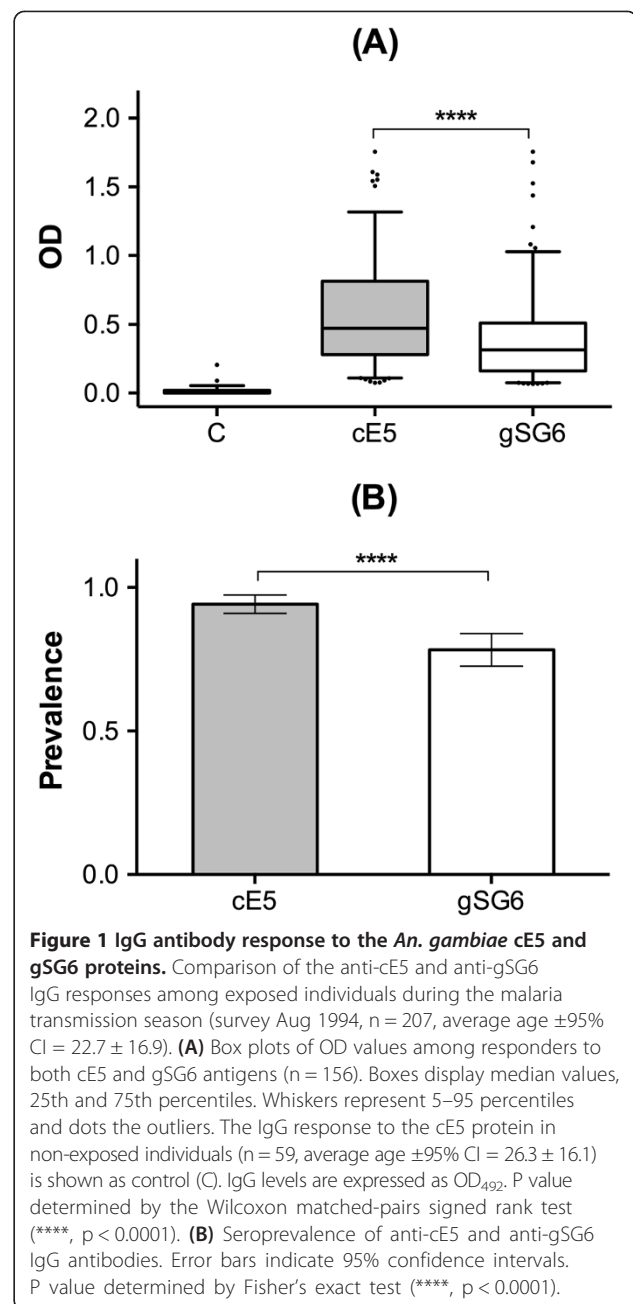 (A)
****
2.0
1.5
1.0
0.5
0.0
OD
C cE5 gSG6
(B)
****
1.0
0.5
0.0
Prevalence
cE5 gSG6
Figure 1 IgG antibody response to the An. gambiae cE5 and
gSG6 proteins. Comparison of the anti-cE5 and anti-gSG6
IgG responses among exposed individuals during the malaria
transmission season (survey Aug 1994, n = 207, average age ±95%
CI = 22.7 ± 16.9). (A) Box plots of OD values among responders to
both cE5 and gSG6 antigens (n = 156). Boxes display median values,
25th and 75th percentiles. Whiskers represent 5–95 percentiles
and dots the outliers. The IgG response to the cE5 protein in
non-exposed individuals (n = 59, average age ±95% CI = 26.3 ± 16.1)
is shown as control (C). IgG levels are expressed as OD₄₉₂. P value
determined by the Wilcoxon matched-pairs signed rank test
(****, p < 0.0001). (B) Seroprevalence of anti-cE5 and anti-gSG6
IgG antibodies. Error bars indicate 95% confidence intervals.
P value determined by Fisher's exact test (****, p < 0.0001).